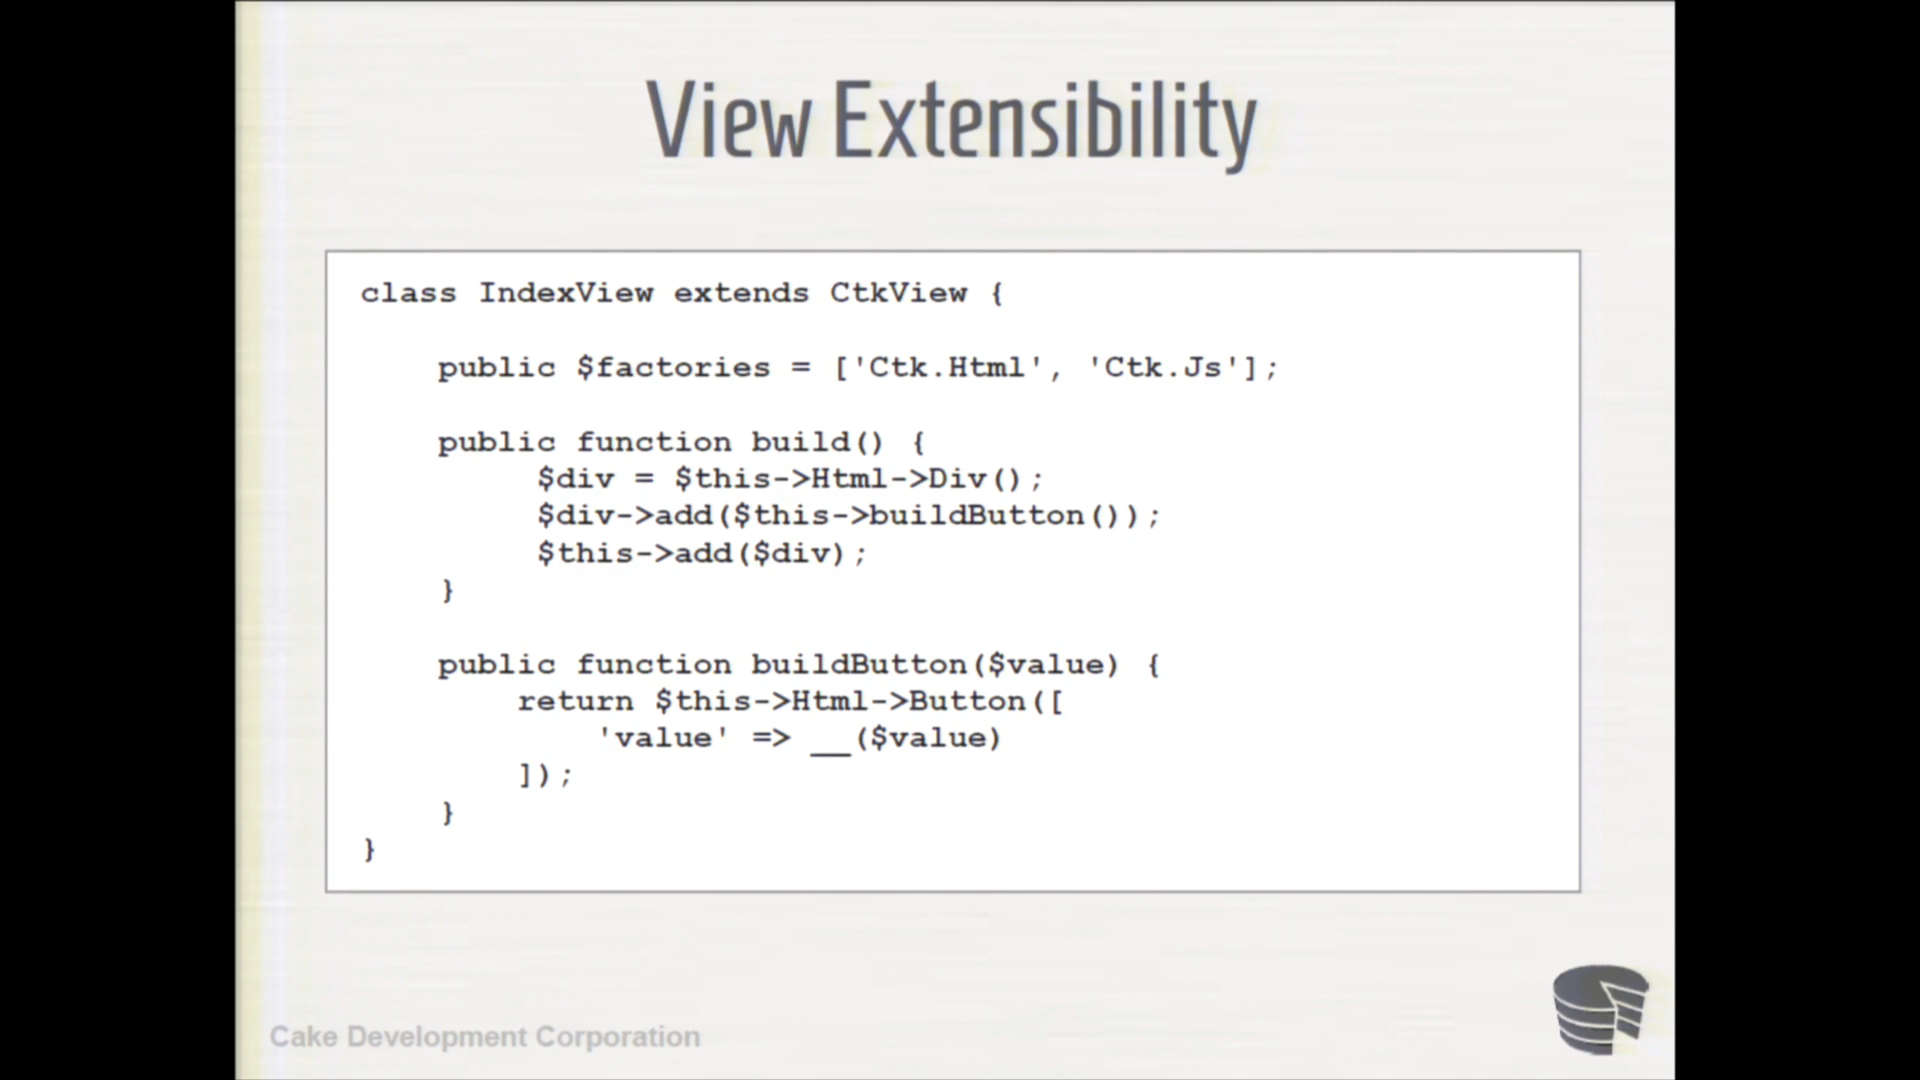 View Extensibility
class IndexView extends CtkView {
public $factories = ['Ctk.Html', 'Ctk.Js'];
public function build() {
$div = $this->Html->Div();
$div->add($this->buildButton());
$this->add($div);
}
public function buildButton($value) {
return $this->Html->Button([
'value' => __($value)
]);
}
}
Cake Development Corporation